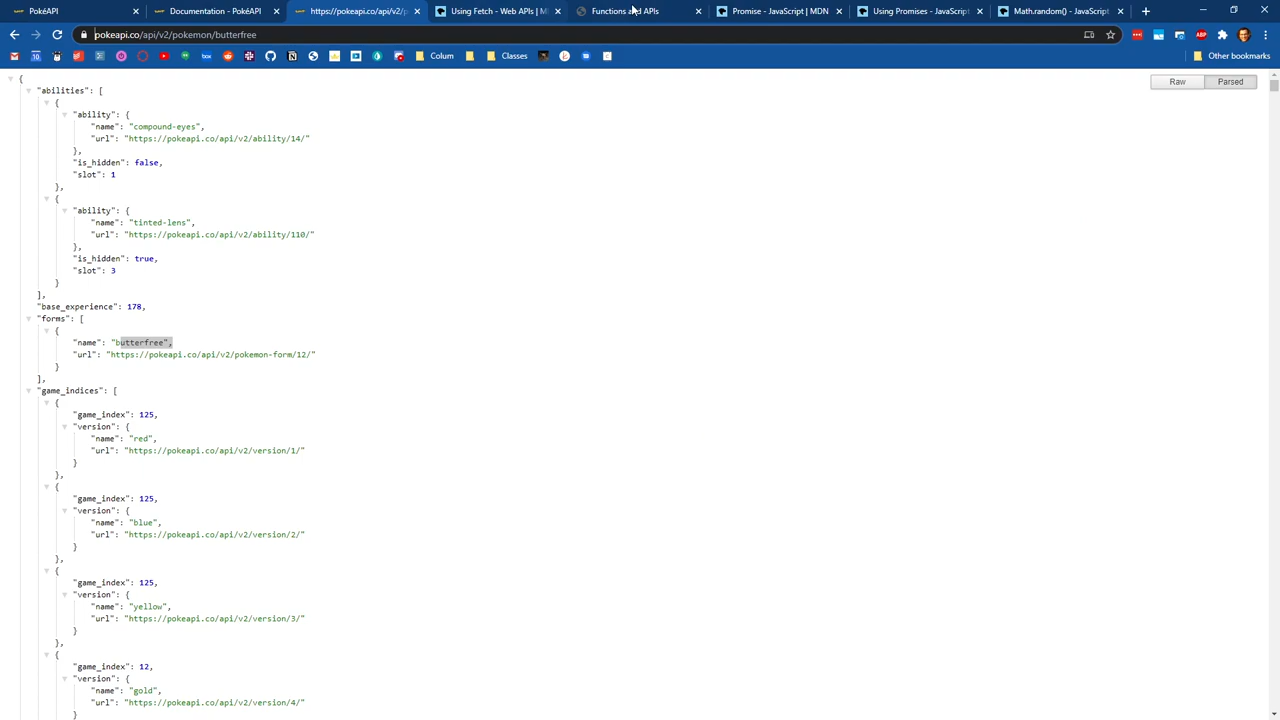 PokéAPI
Documentation - PokéAPI
https://pokeapi.co/api/v2/p
Using Fetch - Web APIs | M
Functions and APIs
Promise - JavaScript | MDN
Using Promises - JavaScript
Math.random() - JavaScript
pokeapi.co/api/v2/pokemon/butterfree
Colum
Classes
Other bookmarks
Raw
Parsed
{
"abilities": [
{
"ability": {
"name": "compound-eyes",
"url": "https://pokeapi.co/api/v2/ability/14/"
},
"is_hidden": false,
"slot": 1
},
{
"ability": {
"name": "tinted-lens",
"url": "https://pokeapi.co/api/v2/ability/110/"
},
"is_hidden": true,
"slot": 3
}
],
"base_experience": 178,
"forms": [
{
"name": "butterfree",
"url": "https://pokeapi.co/api/v2/pokemon-form/12/"
}
],
"game_indices": [
{
"game_index": 125,
"version": {
"name": "red",
"url": "https://pokeapi.co/api/v2/version/1/"
}
},
{
"game_index": 125,
"version": {
"name": "blue",
"url": "https://pokeapi.co/api/v2/version/2/"
}
},
{
"game_index": 125,
"version": {
"name": "yellow",
"url": "https://pokeapi.co/api/v2/version/3/"
}
},
{
"game_index": 12,
"version": {
"name": "gold",
"url": "https://pokeapi.co/api/v2/version/4/"
}